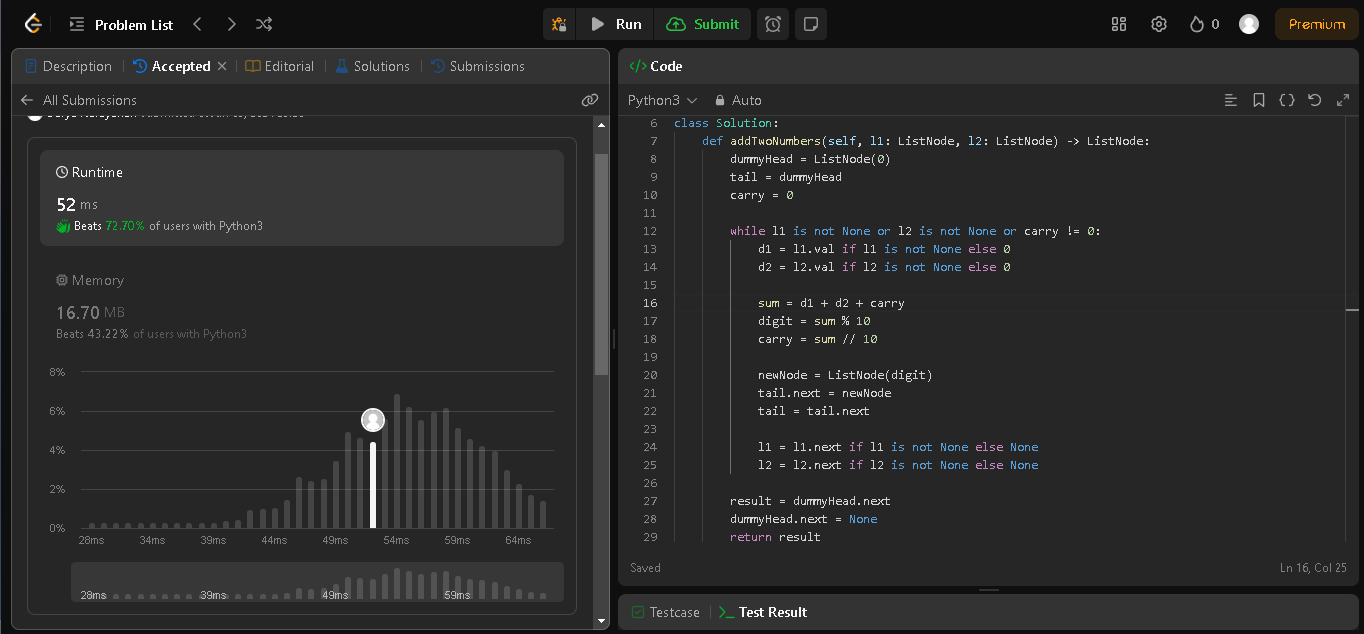 Problem List
Run
Submit
0
Premium
Description
Accepted
Editorial
Solutions
Submissions
All Submissions
Runtime
52 ms
Beats 72.70% of users with Python3
Memory
16.70 MB
Beats 43.22% of users with Python3
8%
6%
4%
2%
0%
28ms 34ms 39ms 44ms 49ms 54ms 59ms 64ms
28ms 39ms 49ms 59ms
</> Code
Python3 Auto
6 class Solution:
7 def addTwoNumbers(self, l1: ListNode, l2: ListNode) -> ListNode:
8 dummyHead = ListNode(0)
9 tail = dummyHead
10 carry = 0
11
12 while l1 is not None or l2 is not None or carry != 0:
13 d1 = l1.val if l1 is not None else 0
14 d2 = l2.val if l2 is not None else 0
15
16 sum = d1 + d2 + carry
17 digit = sum % 10
18 carry = sum // 10
19
20 newNode = ListNode(digit)
21 tail.next = newNode
22 tail = tail.next
23
24 l1 = l1.next if l1 is not None else None
25 l2 = l2.next if l2 is not None else None
26
27 result = dummyHead.next
28 dummyHead.next = None
29 return result
Saved
Ln 16, Col 25
Testcase
Test Result